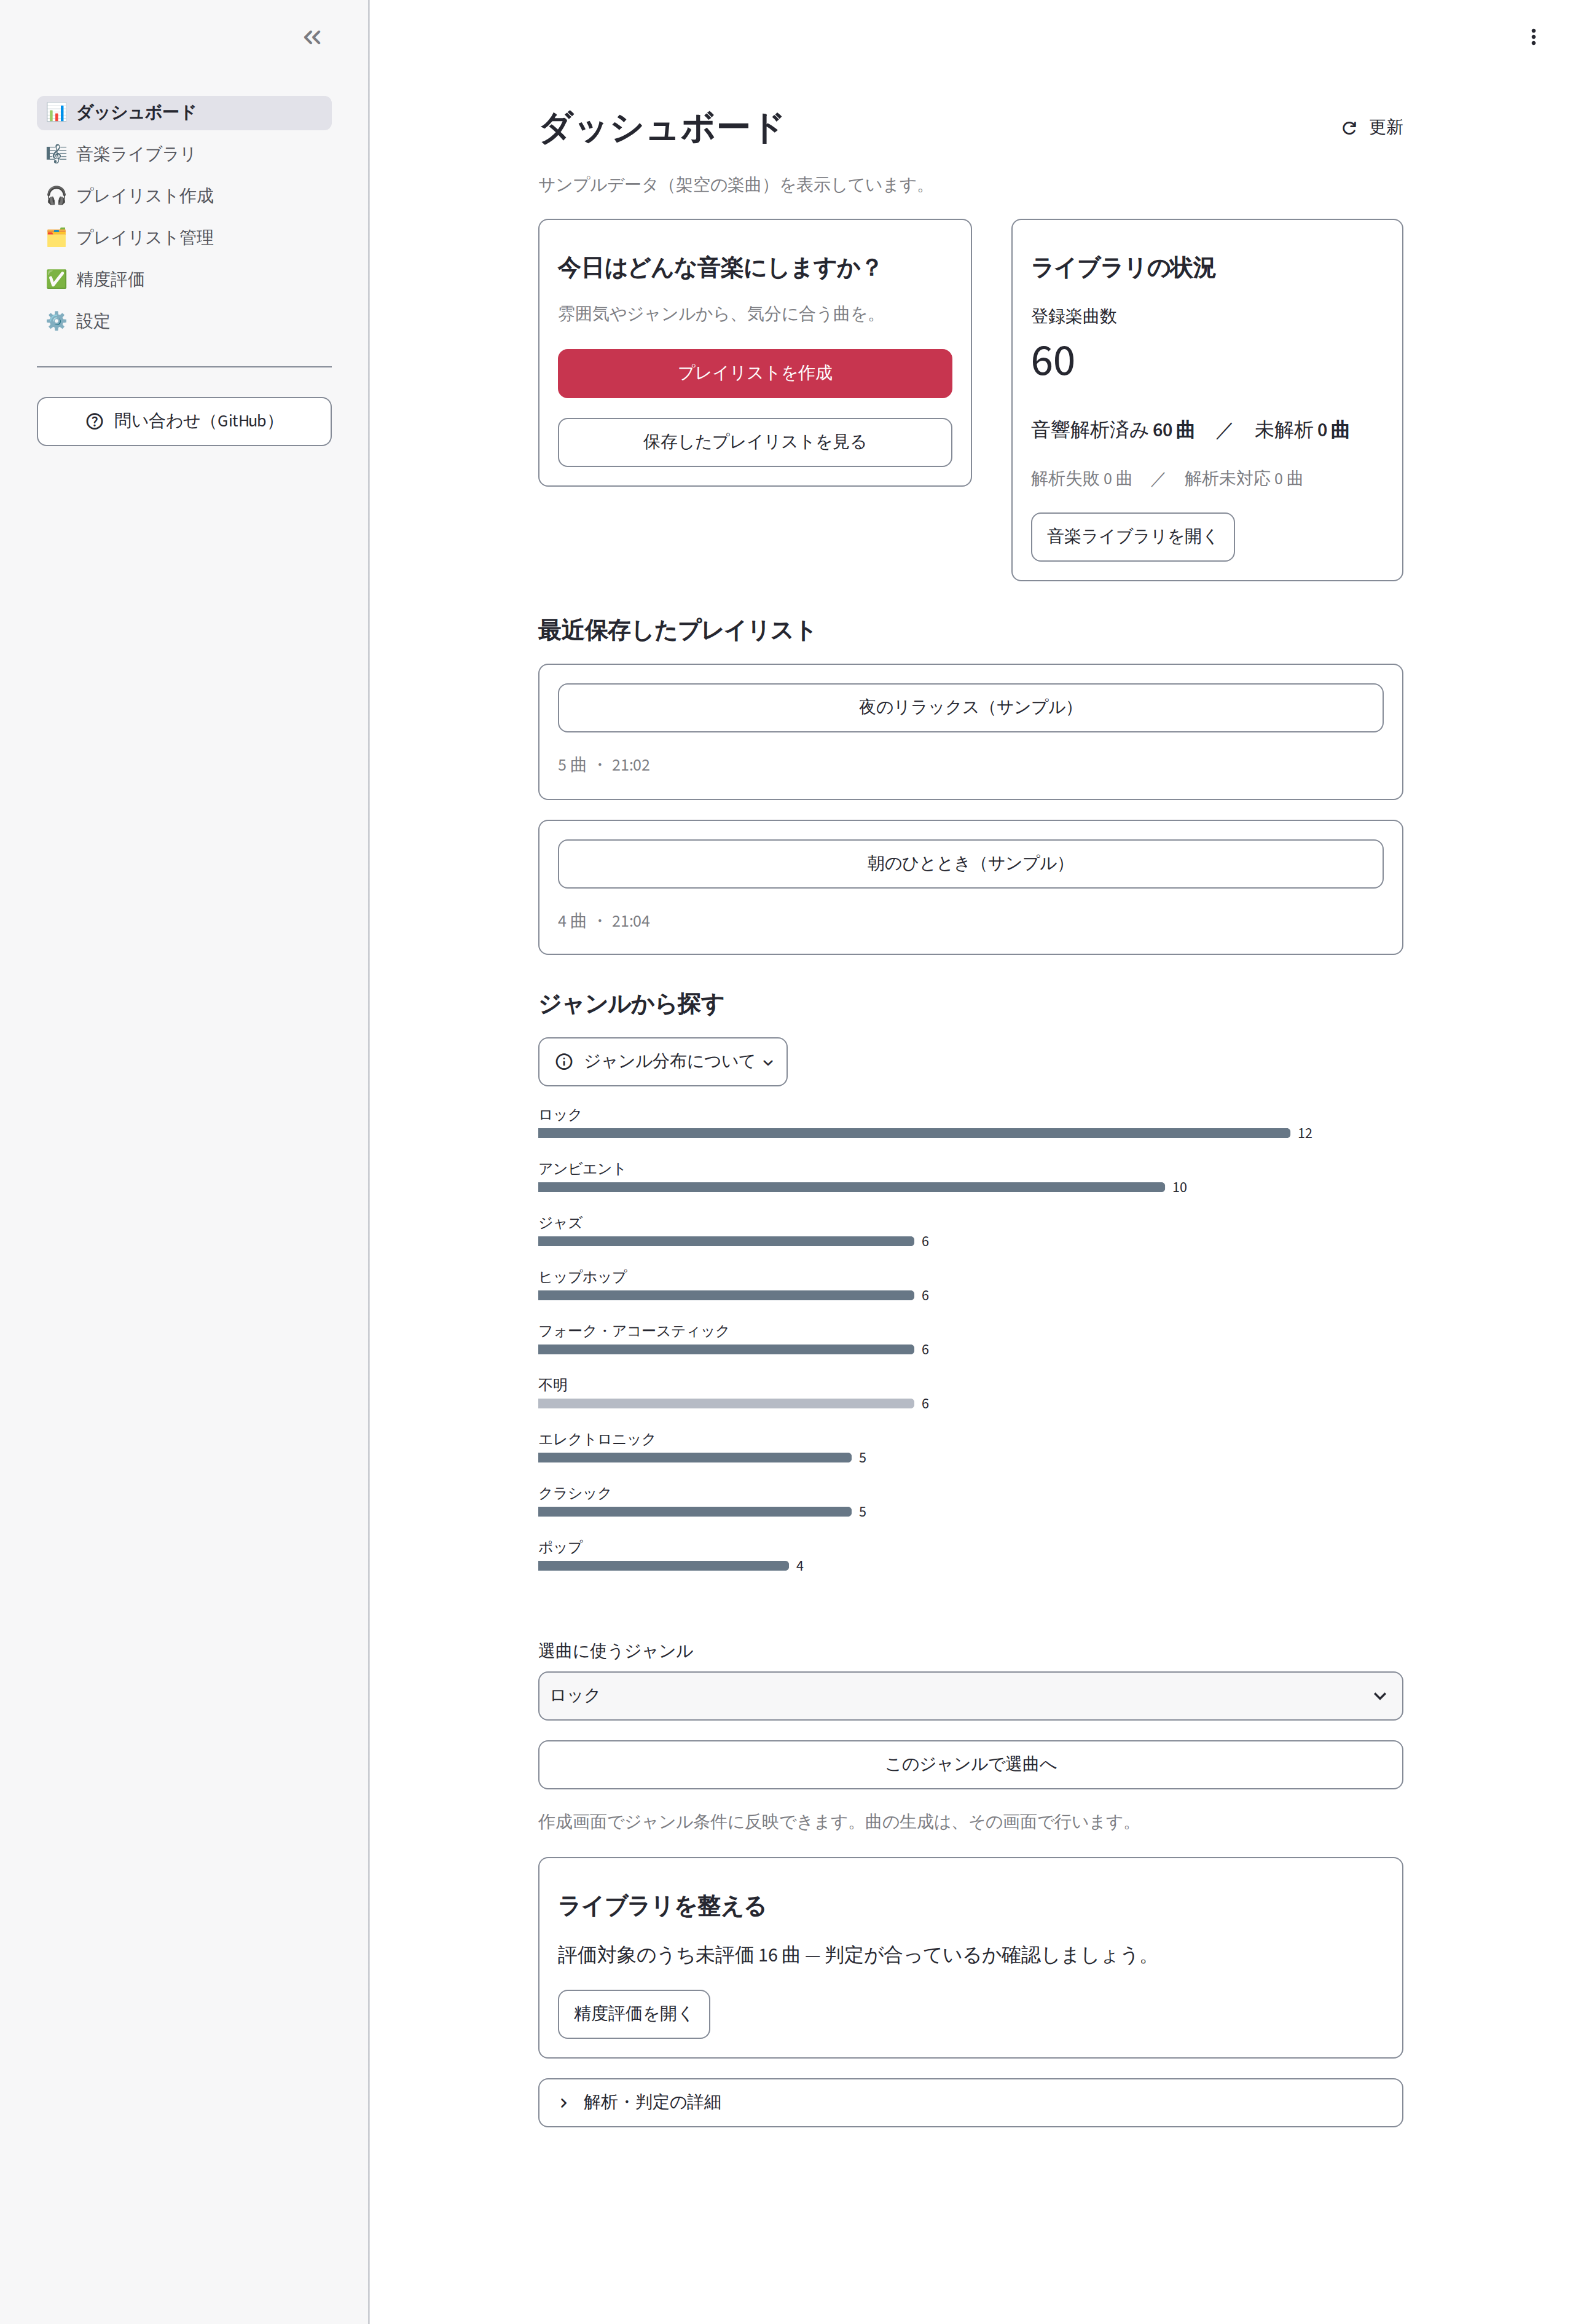 ダッシュボード
音楽ライブラリ
プレイリスト作成
プレイリスト管理
精度評価
設定
問い合わせ（GitHub）
ダッシュボード
更新
サンプルデータ（架空の楽曲）を表示しています。
今日はどんな音楽にしますか？
雰囲気やジャンルから、気分に合う曲を。
プレイリストを作成
保存したプレイリストを見る
ライブラリの状況
登録楽曲数
60
音響解析済み 60 曲　／　未解析 0 曲
解析失敗 0 曲　／　解析未対応 0 曲
音楽ライブラリを開く
最近保存したプレイリスト
夜のリラックス（サンプル）
5 曲 ・ 21:02
朝のひととき（サンプル）
4 曲 ・ 21:04
ジャンルから探す
ジャンル分布について
ロック
12
アンビエント
10
ジャズ
6
ヒップホップ
6
フォーク・アコースティック
6
不明
6
エレクトロニック
5
クラシック
5
ポップ
4
選曲に使うジャンル
ロック
このジャンルで選曲へ
作成画面でジャンル条件に反映できます。曲の生成は、その画面で行います。
ライブラリを整える
評価対象のうち未評価 16 曲 — 判定が合っているか確認しましょう。
精度評価を開く
解析・判定の詳細